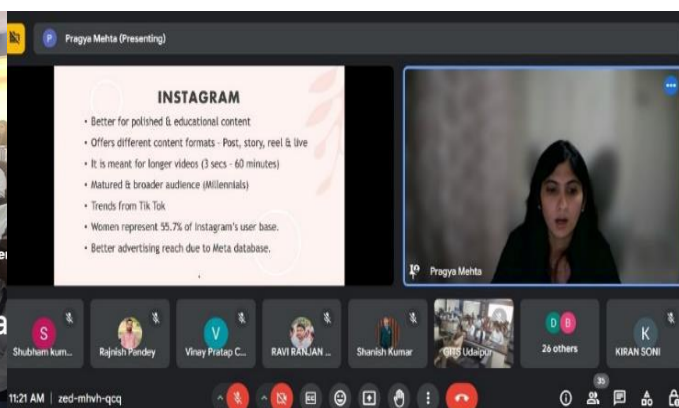 Pragya Mehta (Presenting)
INSTAGRAM
• Better for polished & educational content
• Offers different content formats - Post, story, reel & live
• It is meant for longer videos (3 secs - 60 minutes)
• Matured & broader audience (Millennials)
• Trends from Tik Tok
• Women represent 55.7% of Instagram's user base.
• Better advertising reach due to Meta database.
Pragya Mehta
Shubham kum...
Rajnish Pandey
Vinay Pratap C...
RAVI RANJAN ...
Shanish Kumar
GITS Udaipur
26 others
KIRAN SONI
P
S
V
D B
K
35
11:21 AM | zed-mhvh-qcq